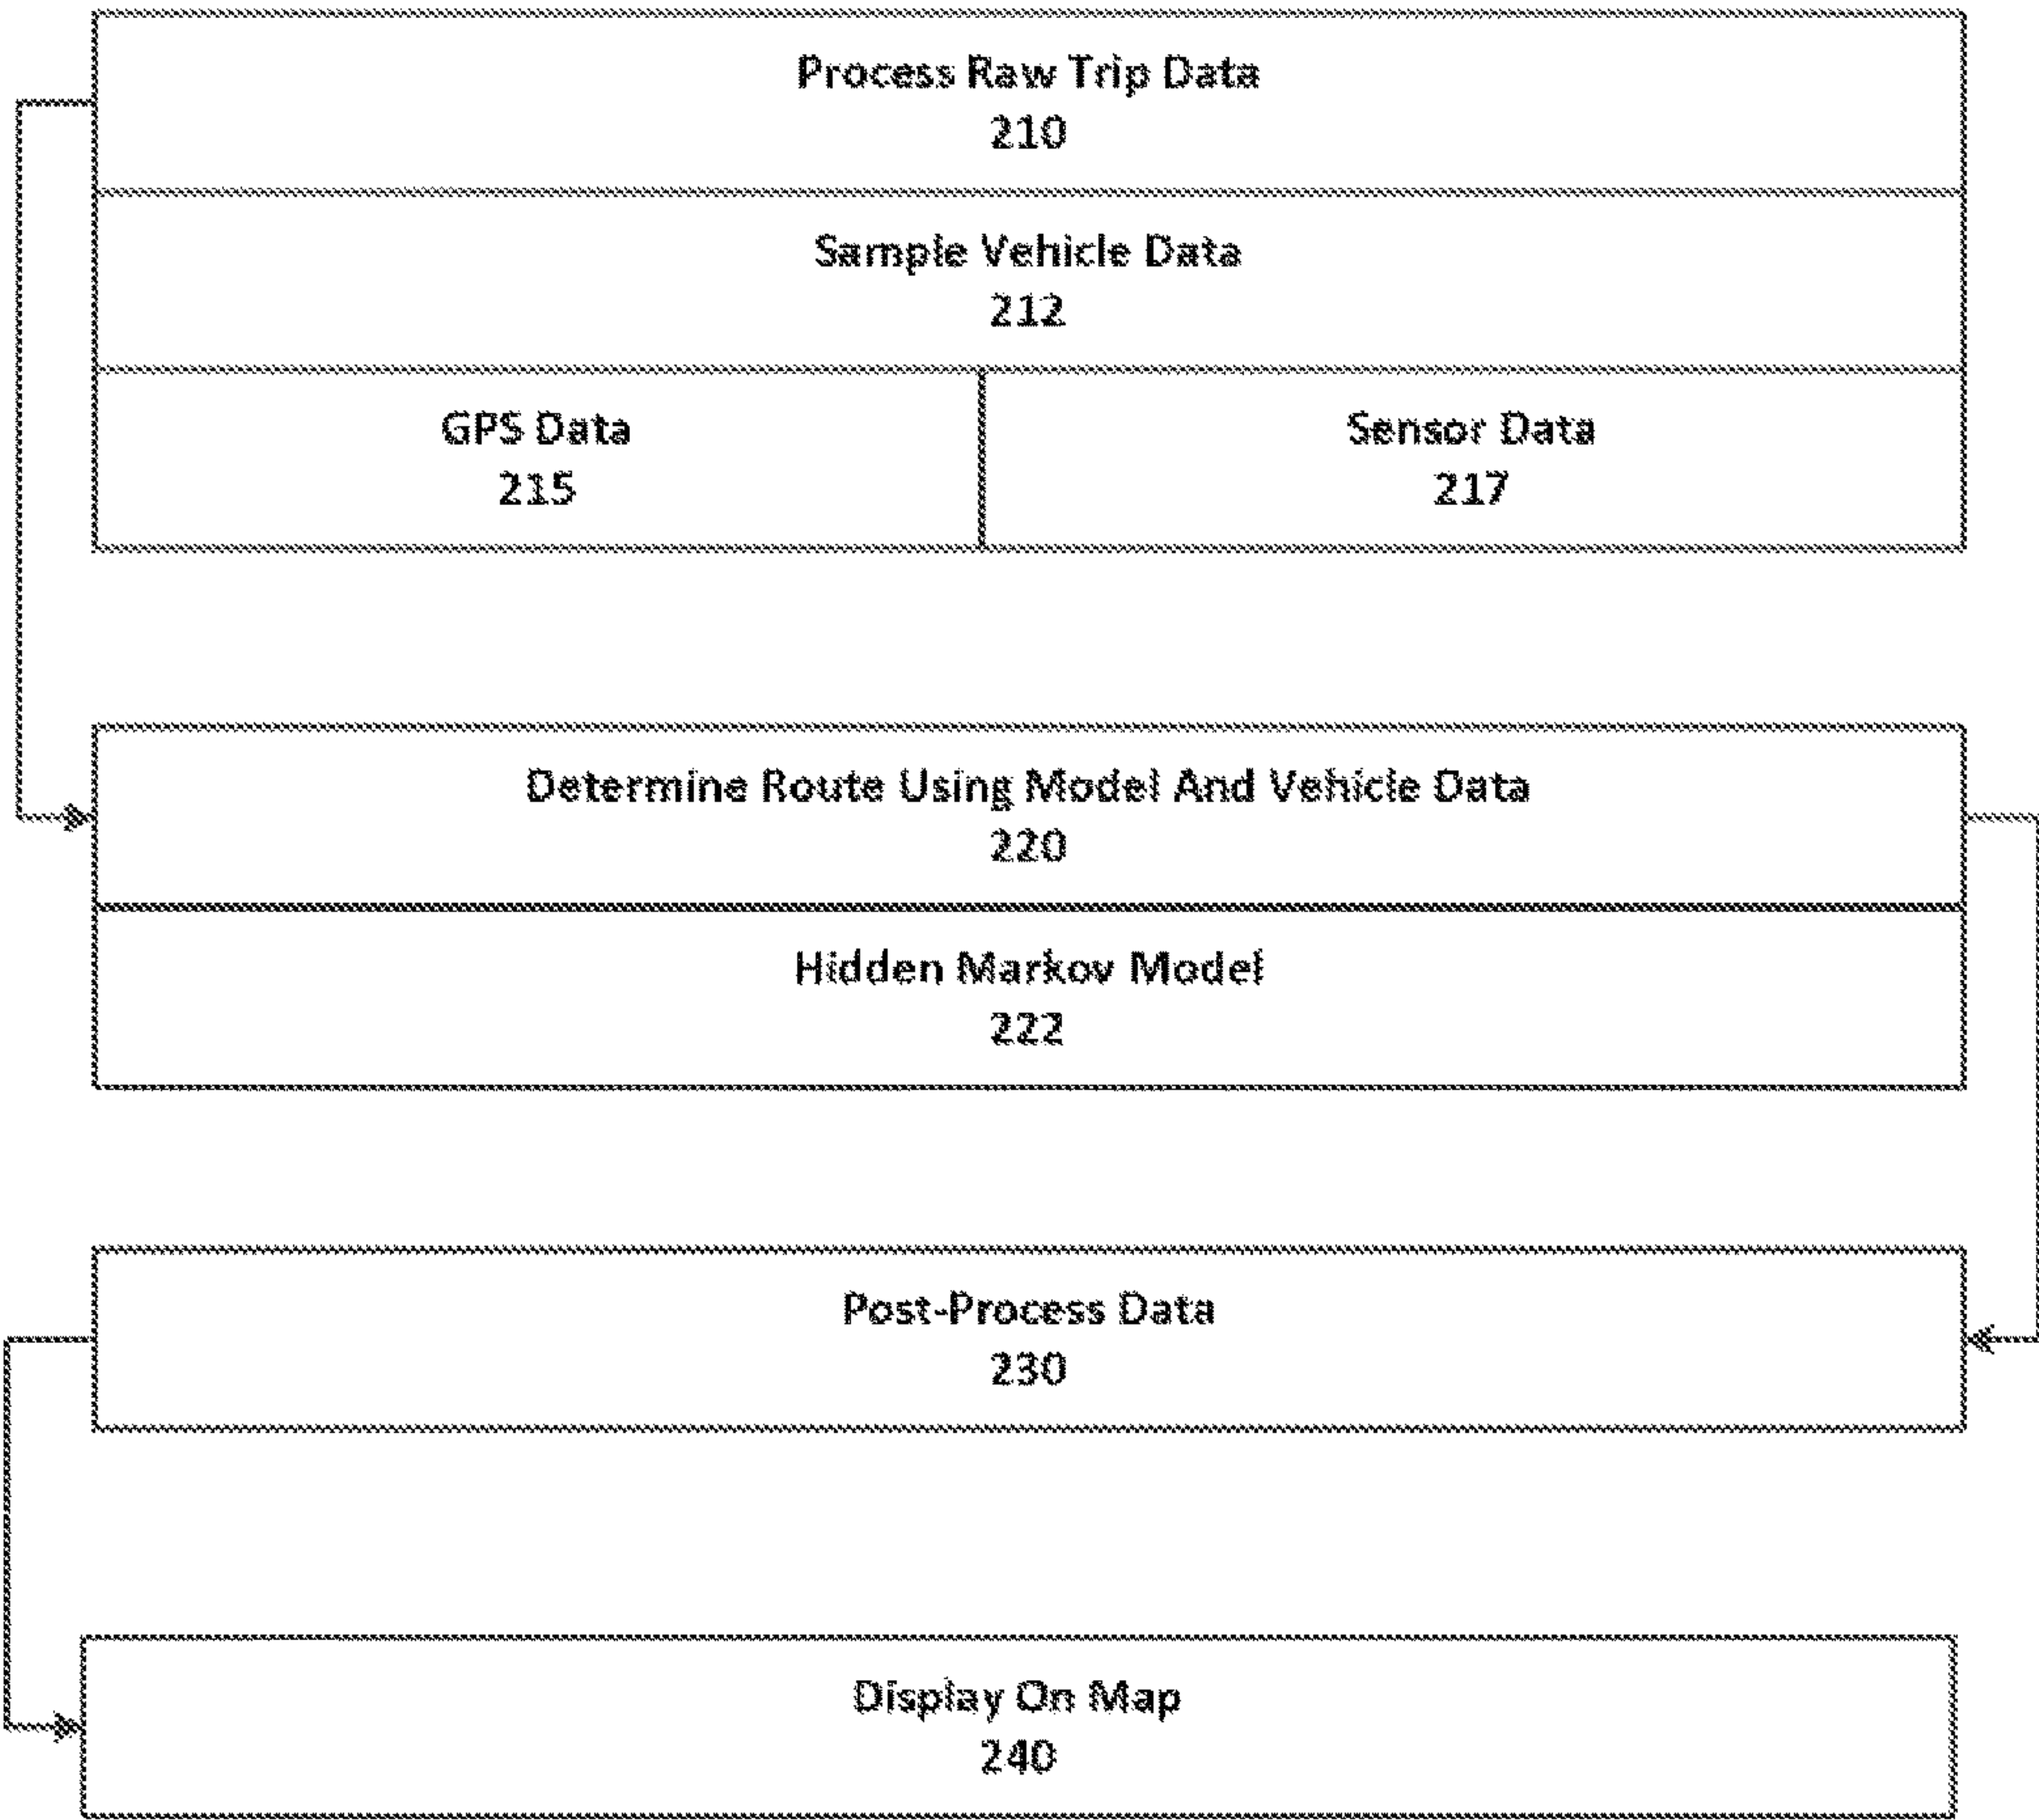 Process Raw Trip Data
210
Sample Vehicle Data
212
GPS Data
215
Sensor Data
217
Determine Route Using Model And Vehicle Data
220
Hidden Markov Model
222
Post-Process Data
230
Display On Map
240